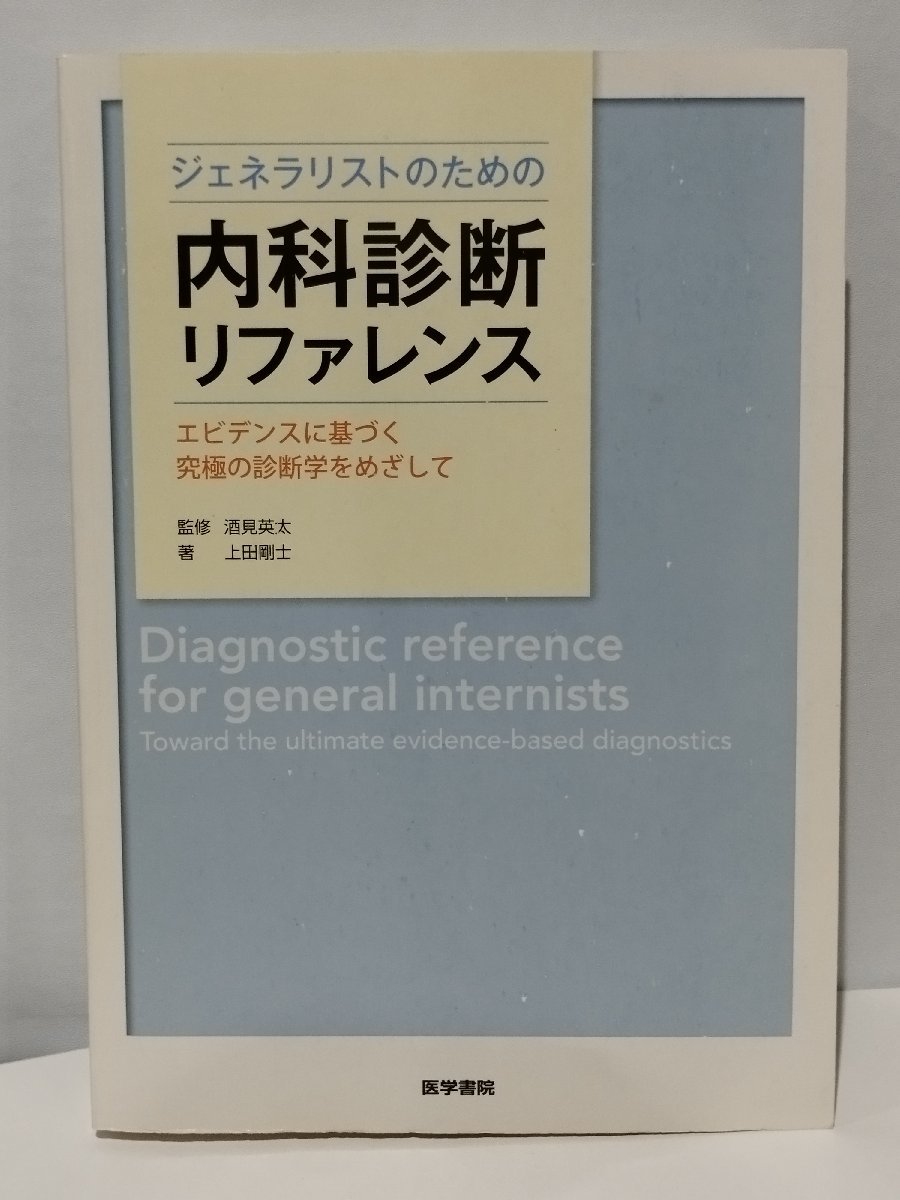 ジェネラリストのための
内科診断
リファレンス
エビデンスに基づく
究極の診断学をめざして
監修 酒見英太
著 上田剛士
Diagnostic reference
for general internists
Toward the ultimate evidence-based diagnostics
医学書院